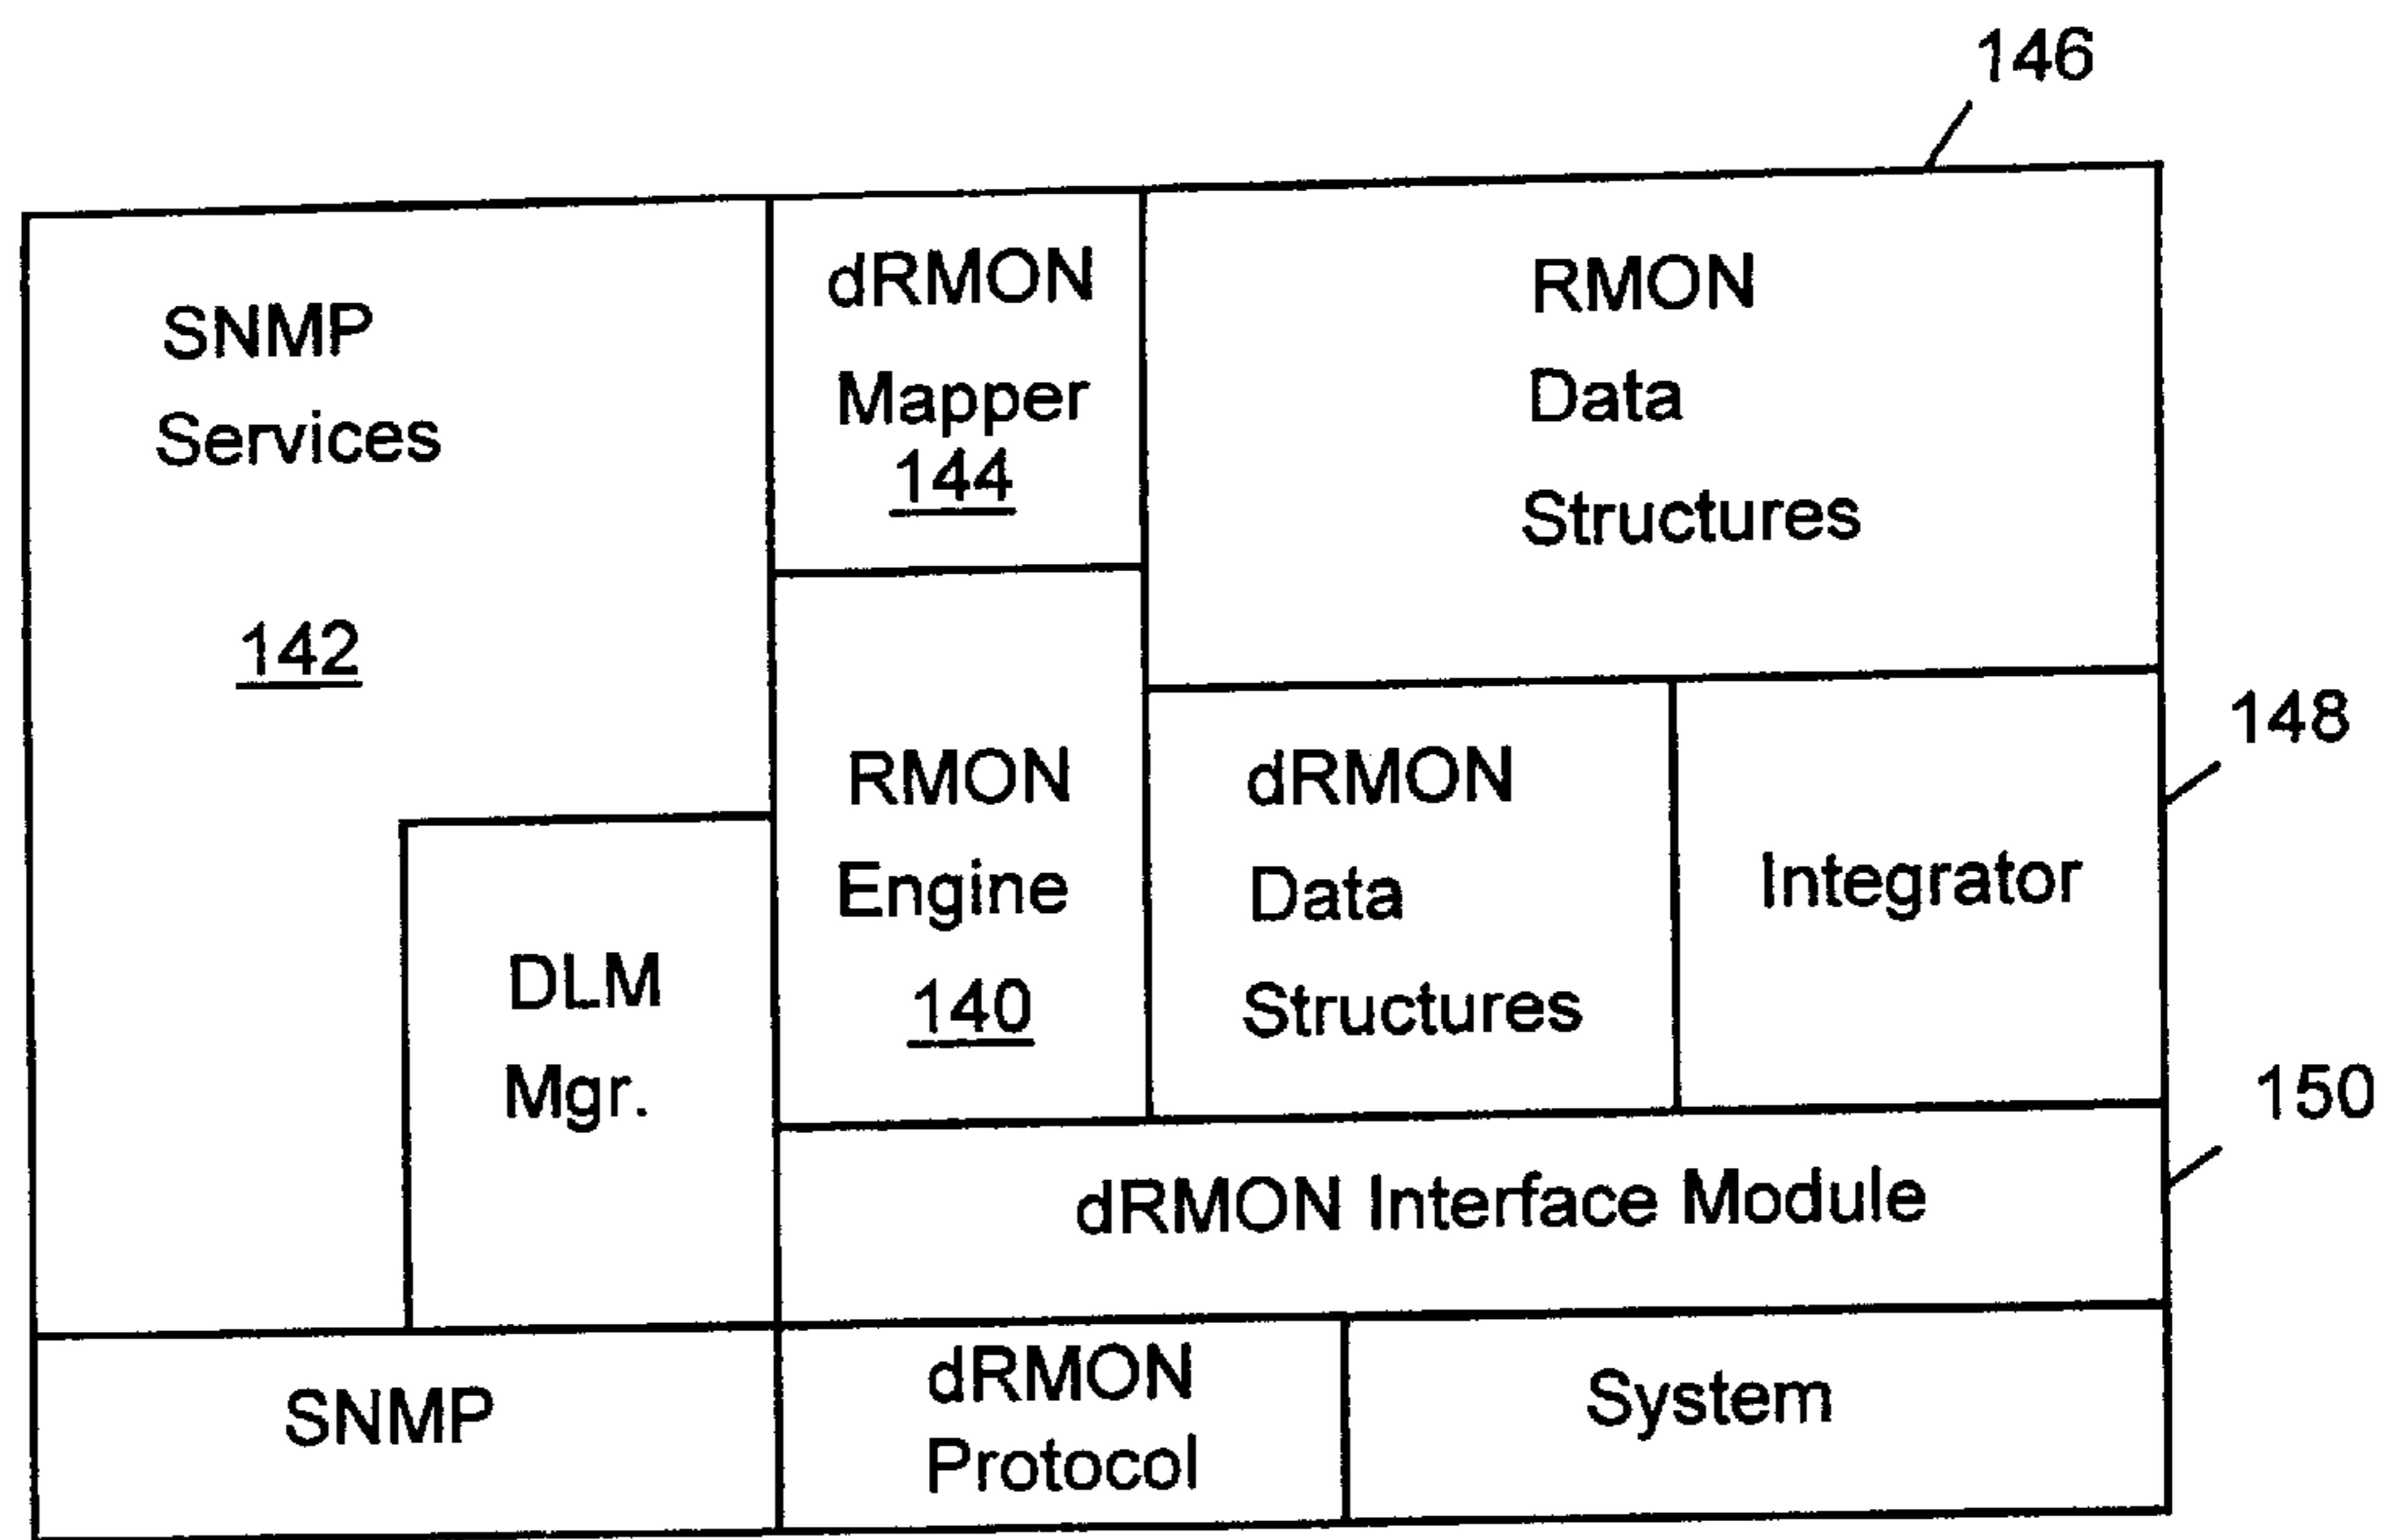 146
SNMP
Services
142
dRMON
Mapper
144
RMON
Data
Structures
RMON
Engine
140
dRMON
Data
Structures
Integrator
148
DLM
Mgr.
150
dRMON Interface Module
SNMP
dRMON
Protocol
System